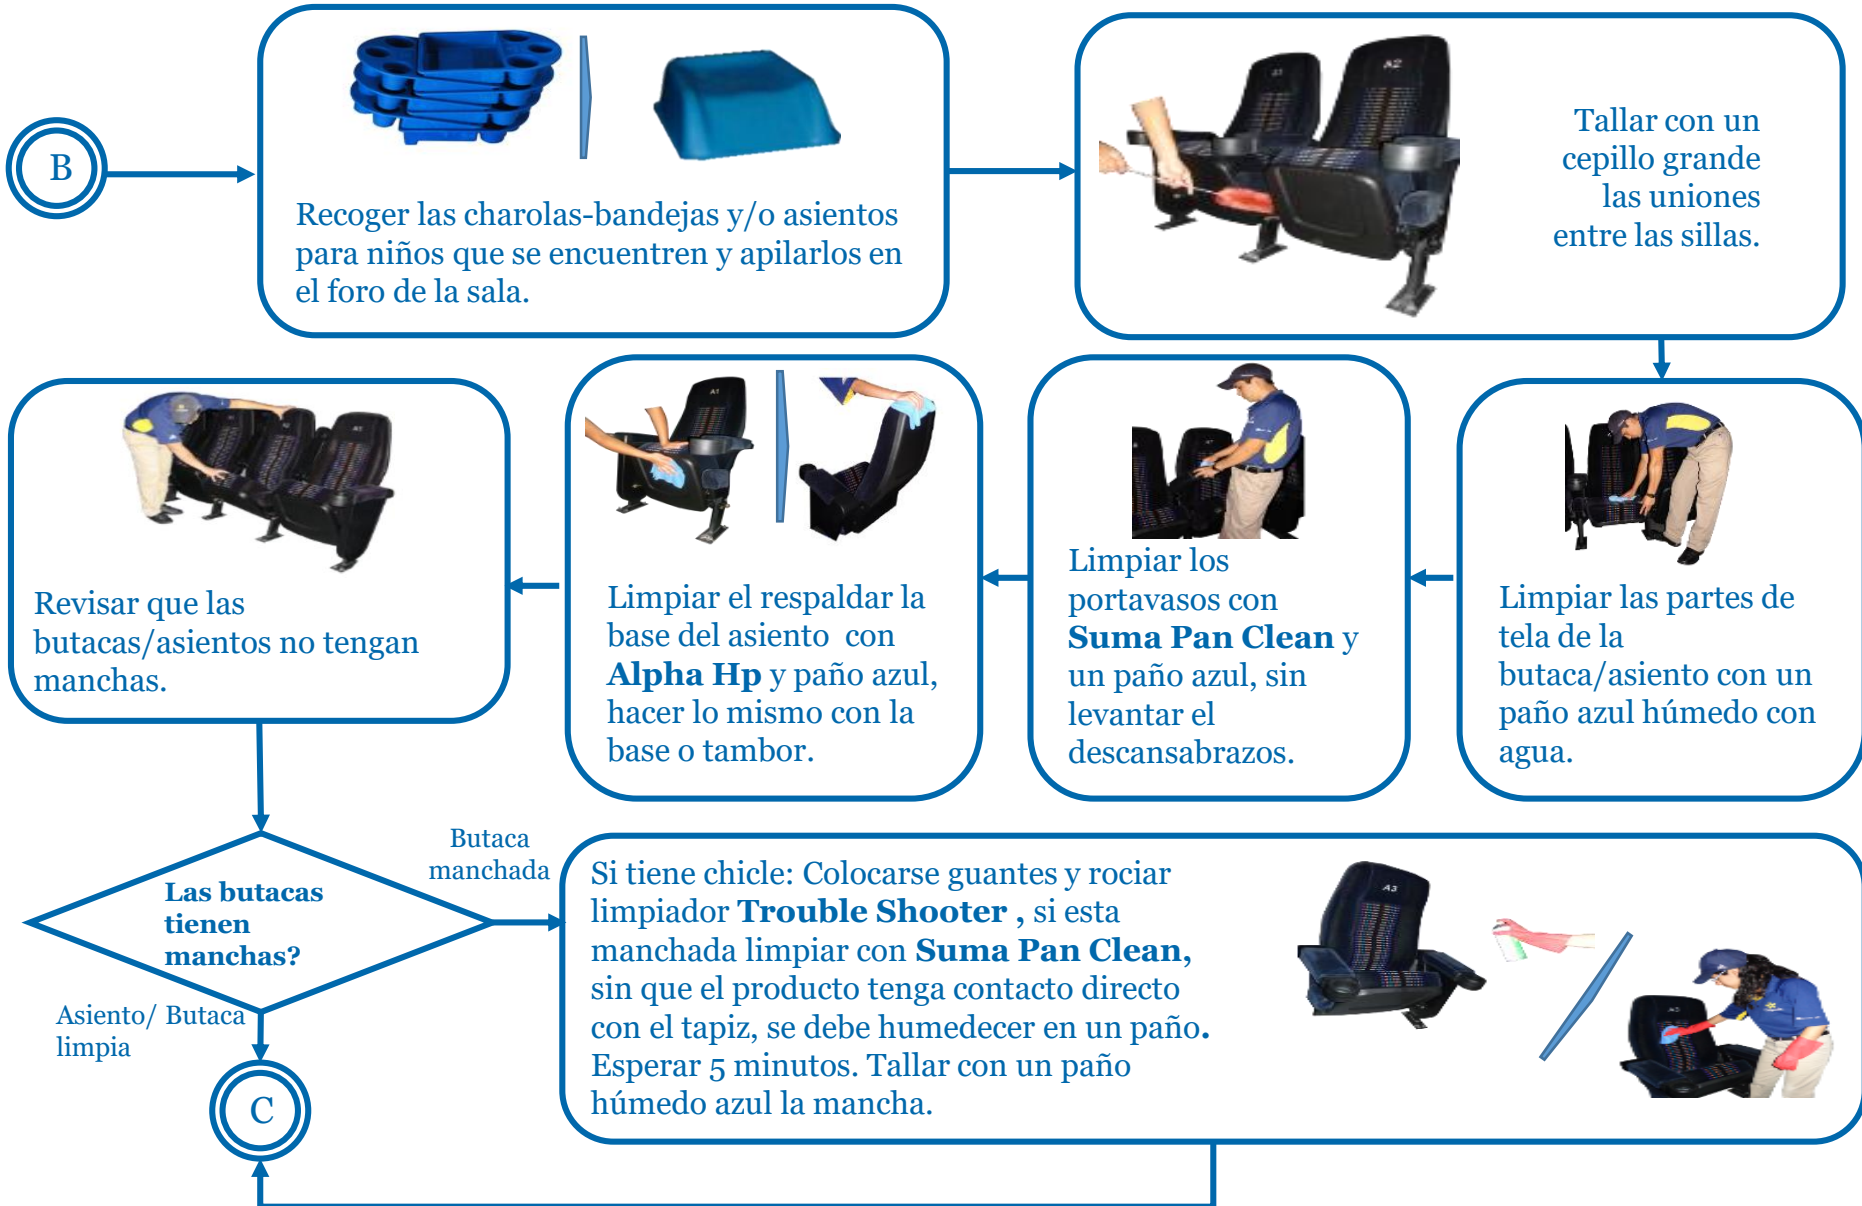 B
Recoger las charolas-bandejas y/o asientos
para niños que se encuentren y apilarlos en
el foro de la sala.
Tallar con un
cepillo grande
las uniones
entre las sillas.
Limpiar las partes de
tela de la
butaca/asiento con un
paño azul húmedo con
agua.
Limpiar los
portavasos con
Suma Pan Clean y
un paño azul, sin
levantar el
descansabrazos.
Limpiar el respaldar la
base del asiento con
Alpha Hp y paño azul,
hacer lo mismo con la
base o tambor.
Revisar que las
butacas/asientos no tengan
manchas.
Las butacas
tienen
manchas?
Butaca
manchada
Si tiene chicle: Colocarse guantes y rociar
limpiador Trouble Shooter , si esta
manchada limpiar con Suma Pan Clean,
sin que el producto tenga contacto directo
con el tapiz, se debe humedecer en un paño.
Esperar 5 minutos. Tallar con un paño
húmedo azul la mancha.
Asiento/ Butaca
limpia
C
A2
A1
A3